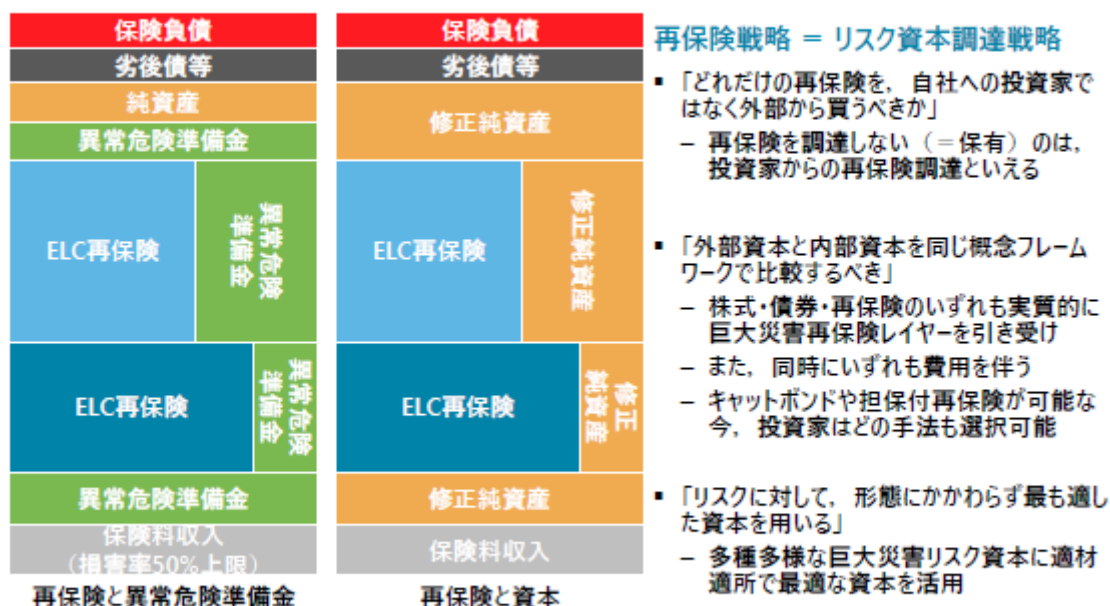 保険負債
劣後債等
純資産
異常危険準備金
ELC再保険
異常危険
準備金
ELC再保険
異常危険
準備金
異常危険準備金
保険料収入
(損害率50%上限)
再保険と異常危険準備金
保険負債
劣後債等
修正純資産
ELC再保険
修正純資産
ELC再保険
修正
純資産
修正純資産
保険料収入
再保険と資本
再保険戦略 = リスク資本調達戦略
▪ 「どれだけの再保険を,自社への投資家で
はなく外部から買うべきか」
– 再保険を調達しない(=保有)のは,
投資家からの再保険調達といえる
▪ 「外部資本と内部資本を同じ概念フレーム
ワークで比較するべき」
– 株式・債券・再保険のいずれも実質的に
巨大災害再保険レイヤーを引き受け
– また,同時にいずれも費用を伴う
– キャットボンドや担保付再保険が可能な
今,投資家はどの手法も選択可能
▪ 「リスクに対して,形態にかかわらず最も適し
た資本を用いる」
– 多種多様な巨大災害リスク資本に適材
適所で最適な資本を活用